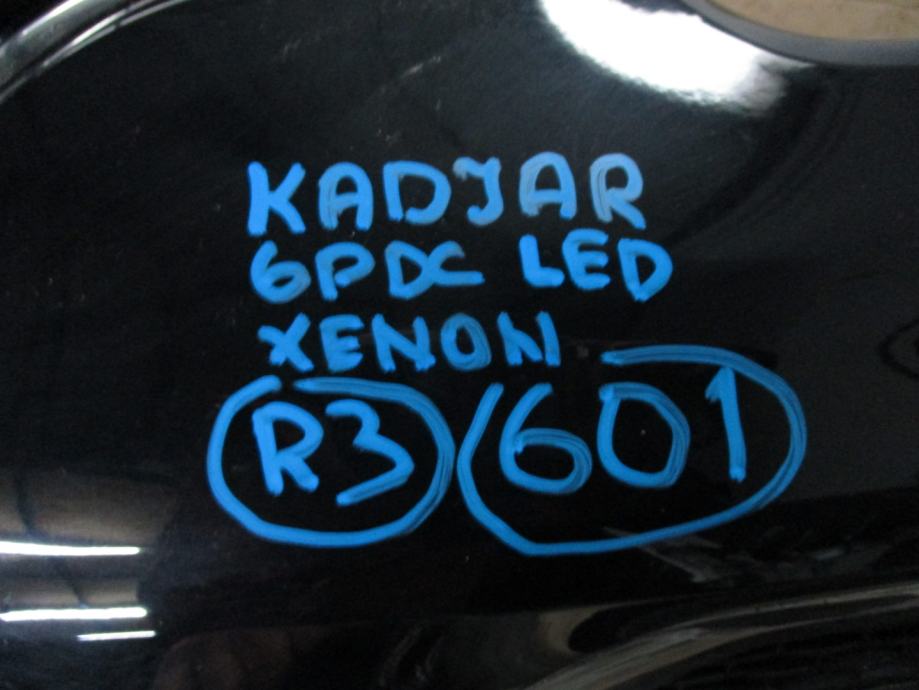 KADJAR
6PDC LED
XENON
R3 601